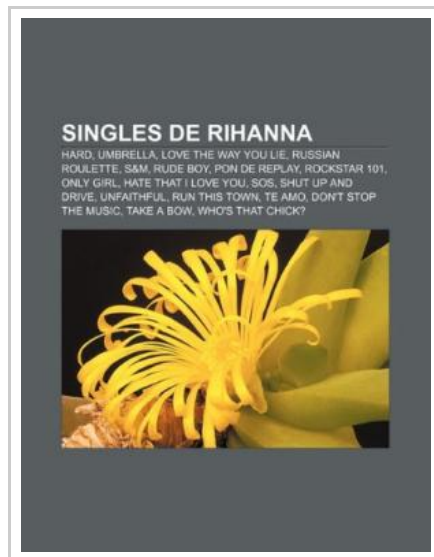 SINGLES DE RIHANNA
HARD, UMBRELLA, LOVE THE WAY YOU LIE, RUSSIAN
ROULETTE, S&M, RUDE BOY, PON DE REPLAY, ROCKSTAR 101,
ONLY GIRL, HATE THAT I LOVE YOU, SOS, SHUT UP AND
DRIVE, UNFAITHFUL, RUN THIS TOWN, TE AMO, DON'T STOP
THE MUSIC, TAKE A BOW, WHO'S THAT CHICK?